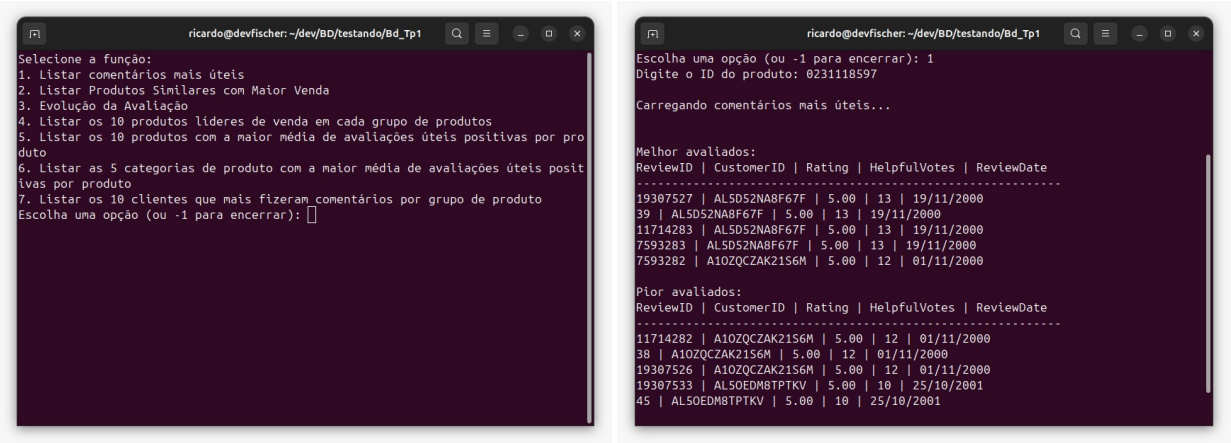 ricardo@devfischer: ~/dev/BD/testando/Bd_Tp1
Selecione a função:
1. Listar comentários mais úteis
2. Listar Produtos Similares com Maior Venda
3. Evolução da Avaliação
4. Listar os 10 produtos lideres de venda em cada grupo de produtos
5. Listar os 10 produtos com a maior média de avaliações úteis positivas por pro
duto
6. Listar as 5 categorias de produto com a maior média de avaliações úteis posit
ivas por produto
7. Listar os 10 clientes que mais fizeram comentários por grupo de produto
Escolha uma opção (ou -1 para encerrar):
ricardo@devfischer: ~/dev/BD/testando/Bd_Tp1
Escolha uma opção (ou -1 para encerrar): 1
Digite o ID do produto: 0231118597
Carregando comentários mais úteis...
Melhor avaliados:
ReviewID | CustomerID | Rating | HelpfulVotes | ReviewDate
------------------------------------------------------------
19307527 | AL5D52NA8F67F | 5.00 | 13 | 19/11/2000
39 | AL5D52NA8F67F | 5.00 | 13 | 19/11/2000
11714283 | AL5D52NA8F67F | 5.00 | 13 | 19/11/2000
7593283 | AL5D52NA8F67F | 5.00 | 13 | 19/11/2000
7593282 | A1OZQCZAK21S6M | 5.00 | 12 | 01/11/2000
Pior avaliados:
ReviewID | CustomerID | Rating | HelpfulVotes | ReviewDate
------------------------------------------------------------
11714282 | A1OZQCZAK21S6M | 5.00 | 12 | 01/11/2000
38 | A1OZQCZAK21S6M | 5.00 | 12 | 01/11/2000
19307526 | A1OZQCZAK21S6M | 5.00 | 12 | 01/11/2000
19307533 | AL5OEDM8TPTKV | 5.00 | 10 | 25/10/2001
45 | AL5OEDM8TPTKV | 5.00 | 10 | 25/10/2001